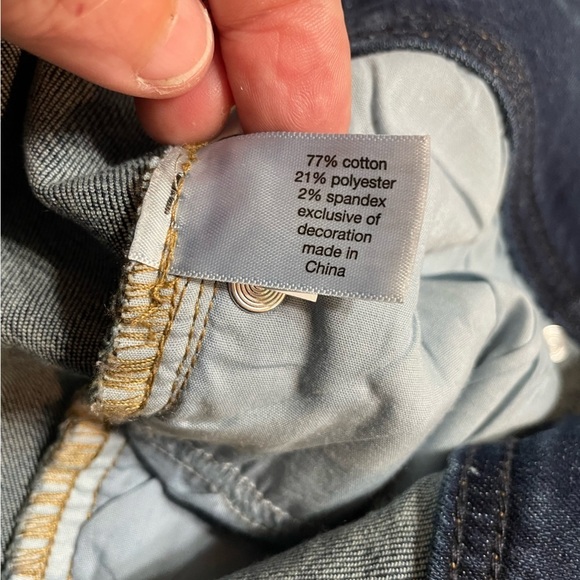 77% cotton
21% polyester
2% spandex
exclusive of
decoration
made in
China